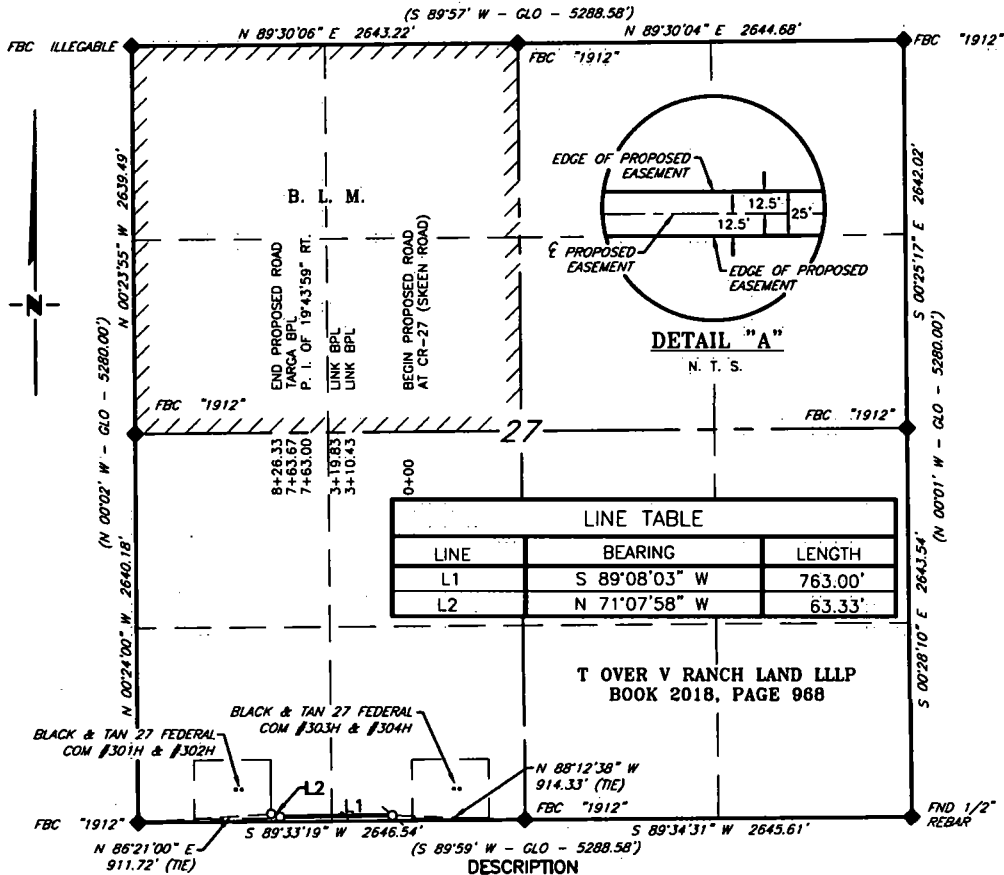 (S 89°57' W - GLO - 5288.58')
N 89°30'06" E 2643.22'
N 89°30'04" E 2644.68'
FBC ILLEGABLE
FBC "1912"
FBC "1912"
N 00°23'55" W 2639.49'
B. L. M.
EDGE OF PROPOSED
EASEMENT
12.5'
12.5'
25'
℄ PROPOSED
EASEMENT
EDGE OF PROPOSED
EASEMENT
DETAIL "A"
N. T. S.
S 00°25'17" E 2642.02'
-N-
(N 00°02' W - GLO - 5280.00')
(N 00°01' W - GLO - 5280.00')
8+26.33 END PROPOSED ROAD
7+63.67 TARGA BPL
7+63.00 P. I. OF 19°43'59" RT.
3+19.83 LINK BPL
3+10.43 LINK BPL
0+00 BEGIN PROPOSED ROAD
AT CR-27 (SKEEN ROAD)
FBC "1912"
27
FBC "1912"
LINE TABLE
LINE BEARING LENGTH
L1 S 89°08'03" W 763.00'
L2 N 71°07'58" W 63.33'
N 00°24'00" W 2640.18'
S 00°28'10" E 2643.54'
T OVER V RANCH LAND LLLP
BOOK 2018, PAGE 968
BLACK & TAN 27 FEDERAL
COM #301H & #302H
BLACK & TAN 27 FEDERAL
COM #303H & #304H
L2
L1
N 88°12'38" W
914.33' (TIE)
FBC "1912"
S 89°33'19" W 2646.54'
FBC "1912"
S 89°34'31" W 2645.61'
FND 1/2"
REBAR
N 86°21'00" E
911.72' (TIE)
(S 89°59' W - GLO - 5288.58')
DESCRIPTION